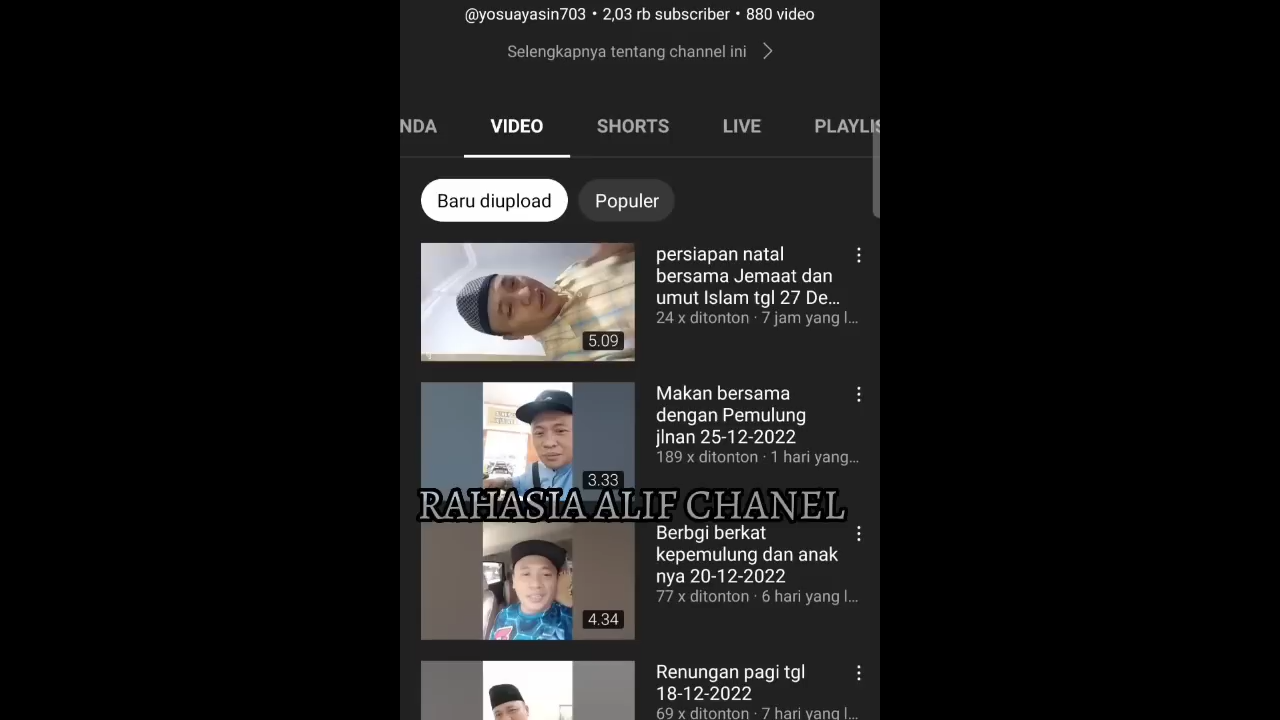 @yosuayasin703 • 2,03 rb subscriber • 880 video
Selengkapnya tentang channel ini
NDA VIDEO SHORTS LIVE PLAYLIS
Baru diupload Populer
persiapan natal
bersama Jemaat dan
umut Islam tgl 27 De...
24 x ditonton · 7 jam yang l...
5.09
Makan bersama
dengan Pemulung
jlnan 25-12-2022
189 x ditonton · 1 hari yang...
3.33
RAHASIA ALIF CHANEL
Berbgi berkat
kepemulung dan anak
nya 20-12-2022
77 x ditonton · 6 hari yang l...
4.34
Renungan pagi tgl
18-12-2022
69 x ditonton · 7 hari yang l...